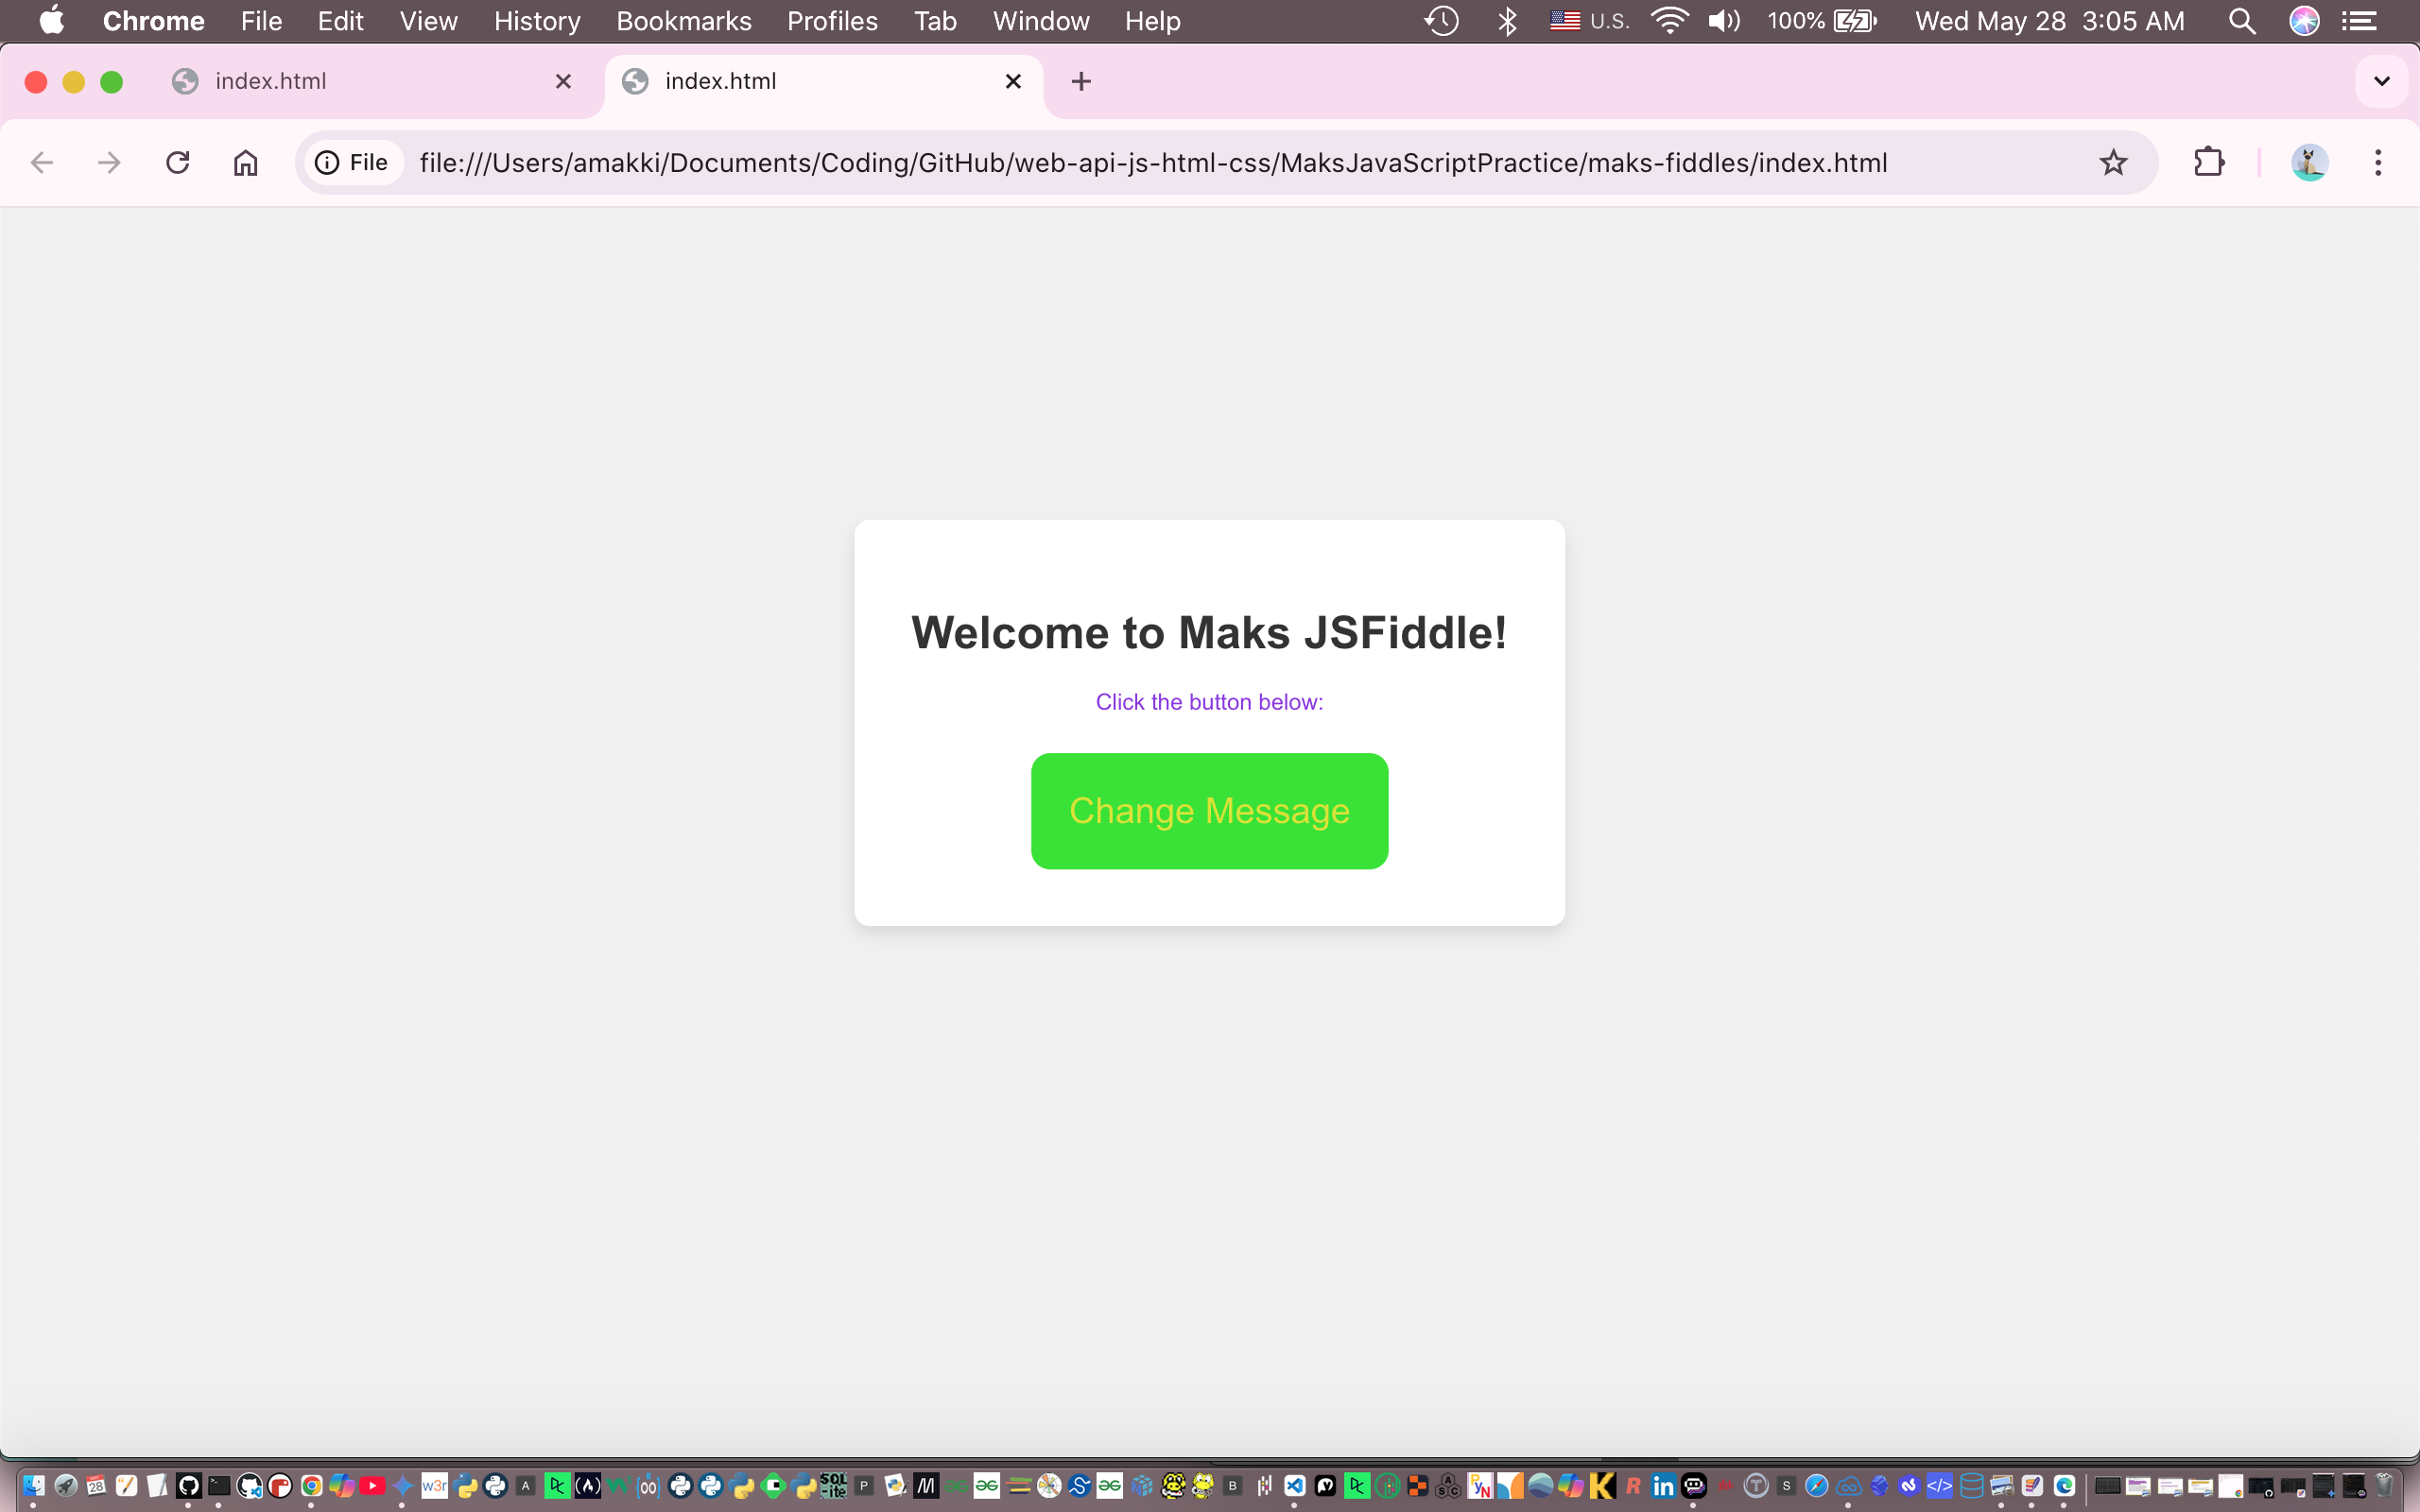 Chrome File Edit View History Bookmarks Profiles Tab Window Help U.S. 100% Wed May 28 3:05 AM
index.html index.html
File file:///Users/amakki/Documents/Coding/GitHub/web-api-js-html-css/MaksJavaScriptPractice/maks-fiddles/index.html
Welcome to Maks JSFiddle!
Click the button below:
Change Message